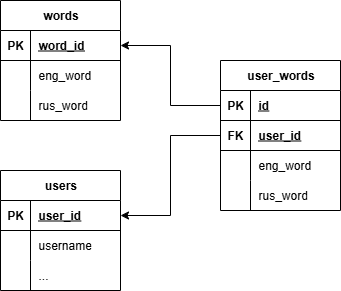 words
PK word_id
eng_word
rus_word
user_words
PK id
FK user_id
eng_word
rus_word
users
PK user_id
username
...